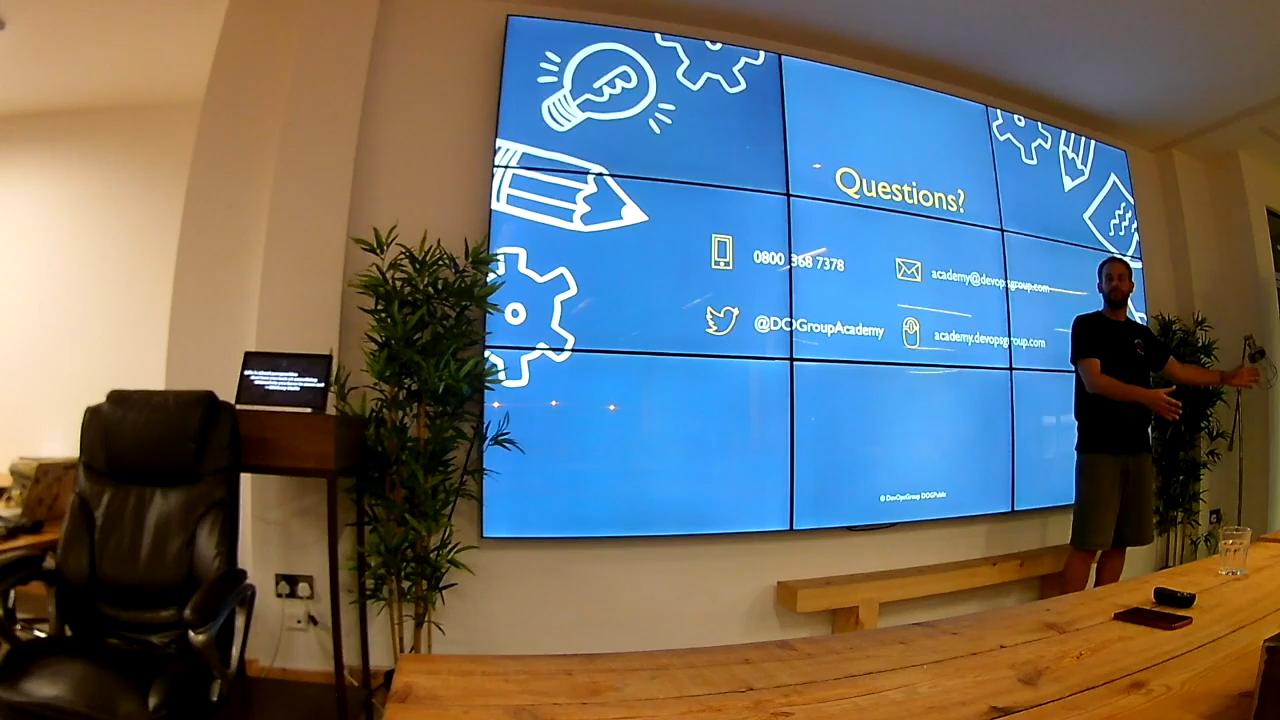 Questions?
0800 368 7378
academy@devopsgroup.com
@DOGroupAcademy
academy.devopsgroup.com
© DevOpsGroup DOGPublic